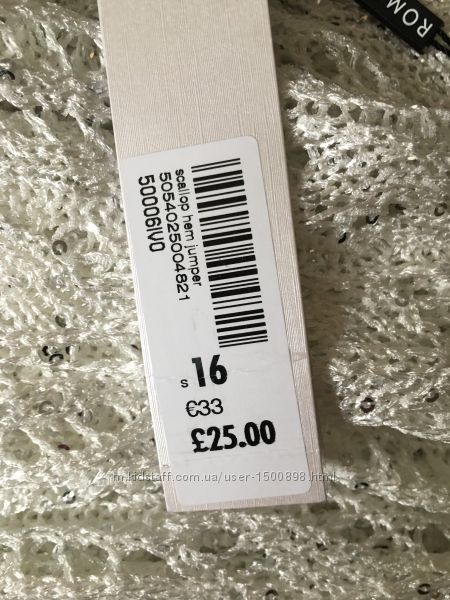 ROM
scallop hem jumper
5054025004821
50006IV0
s 16
€33
£25.00
m.kidstaff.com.ua/user-1500898.html